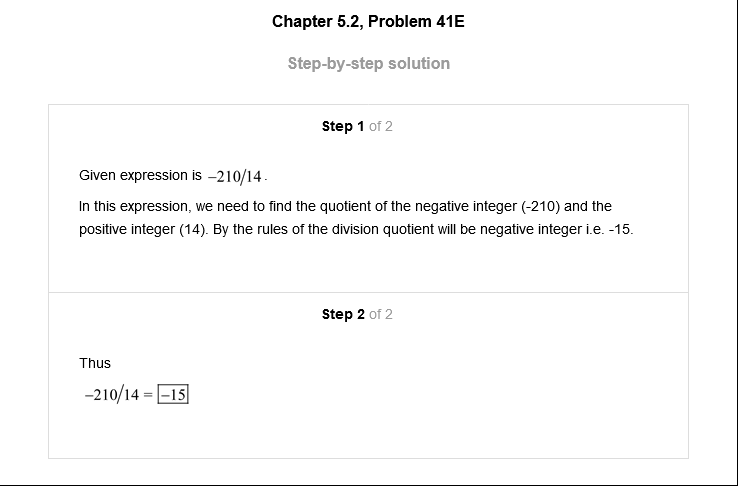 Chapter 5.2, Problem 41E
Step-by-step solution
Step 1 of 2
Given expression is −210/14.
In this expression, we need to find the quotient of the negative integer (-210) and the
positive integer (14). By the rules of the division quotient will be negative integer i.e. -15.
Step 2 of 2
Thus
−210/14 = −15